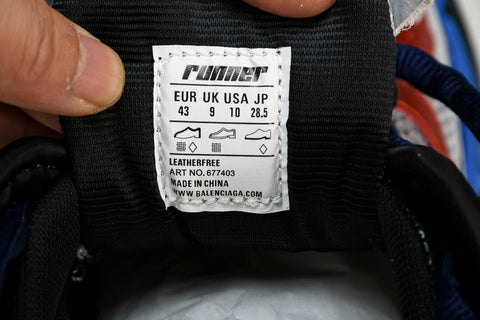 runner
EUR UK USA JP
43 9 10 28.5
LEATHERFREE
ART NO. 677403
MADE IN CHINA
WWW.BALENCIAGA.COM